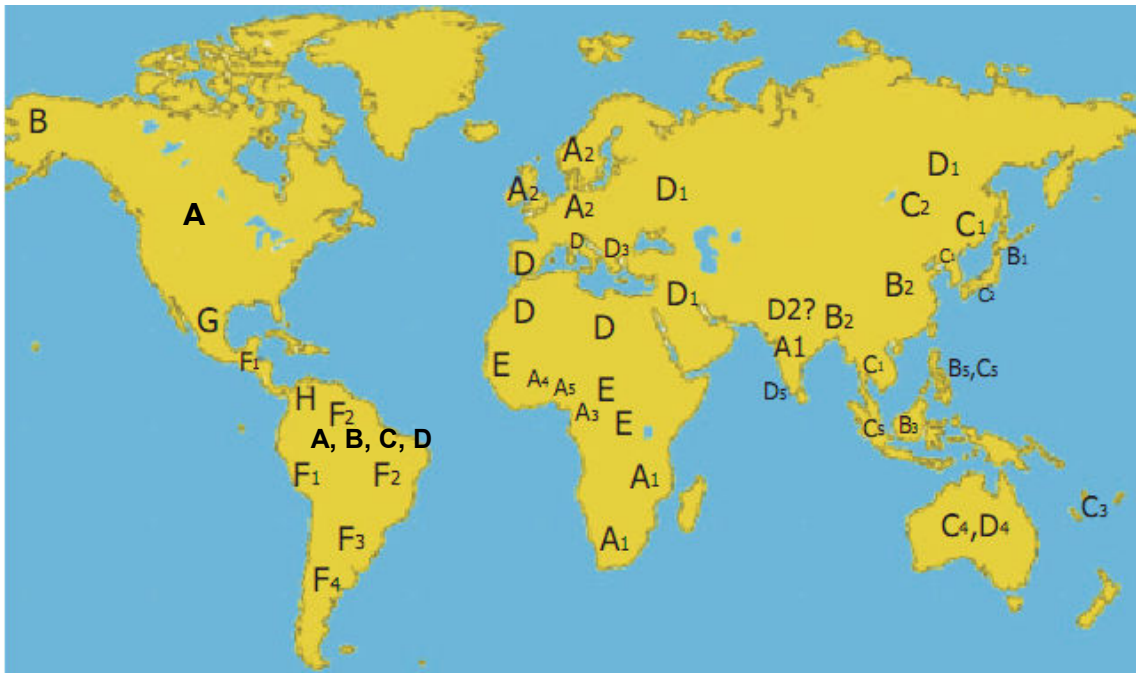 B
A
G
F1
H
F2
A, B, C, D
F1
F2
F3
F4
A2
A2
A2
D1
D
D3
D
D1
D
D
E
A4
A5
E
A3
E
A1
A1
D1
C2
C1
C1
B1
C2
B2
D2?
B2
A1
D5
C1
B5,C5
C5
B3
C4,D4
C3